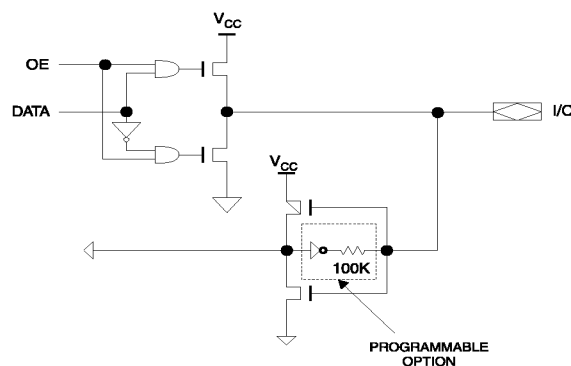 VCC
OE
DATA
I/O
VCC
100K
PROGRAMMABLE
OPTION